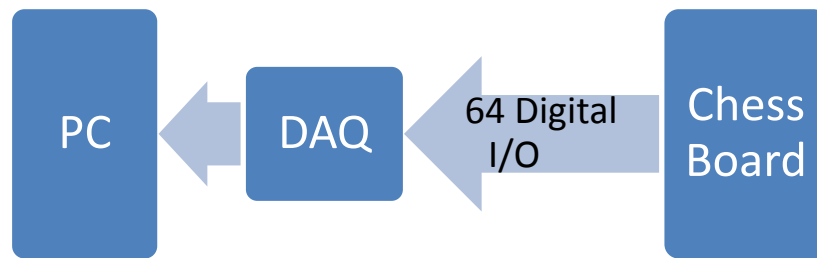 PC
DAQ
64 Digital
I/O
Chess
Board